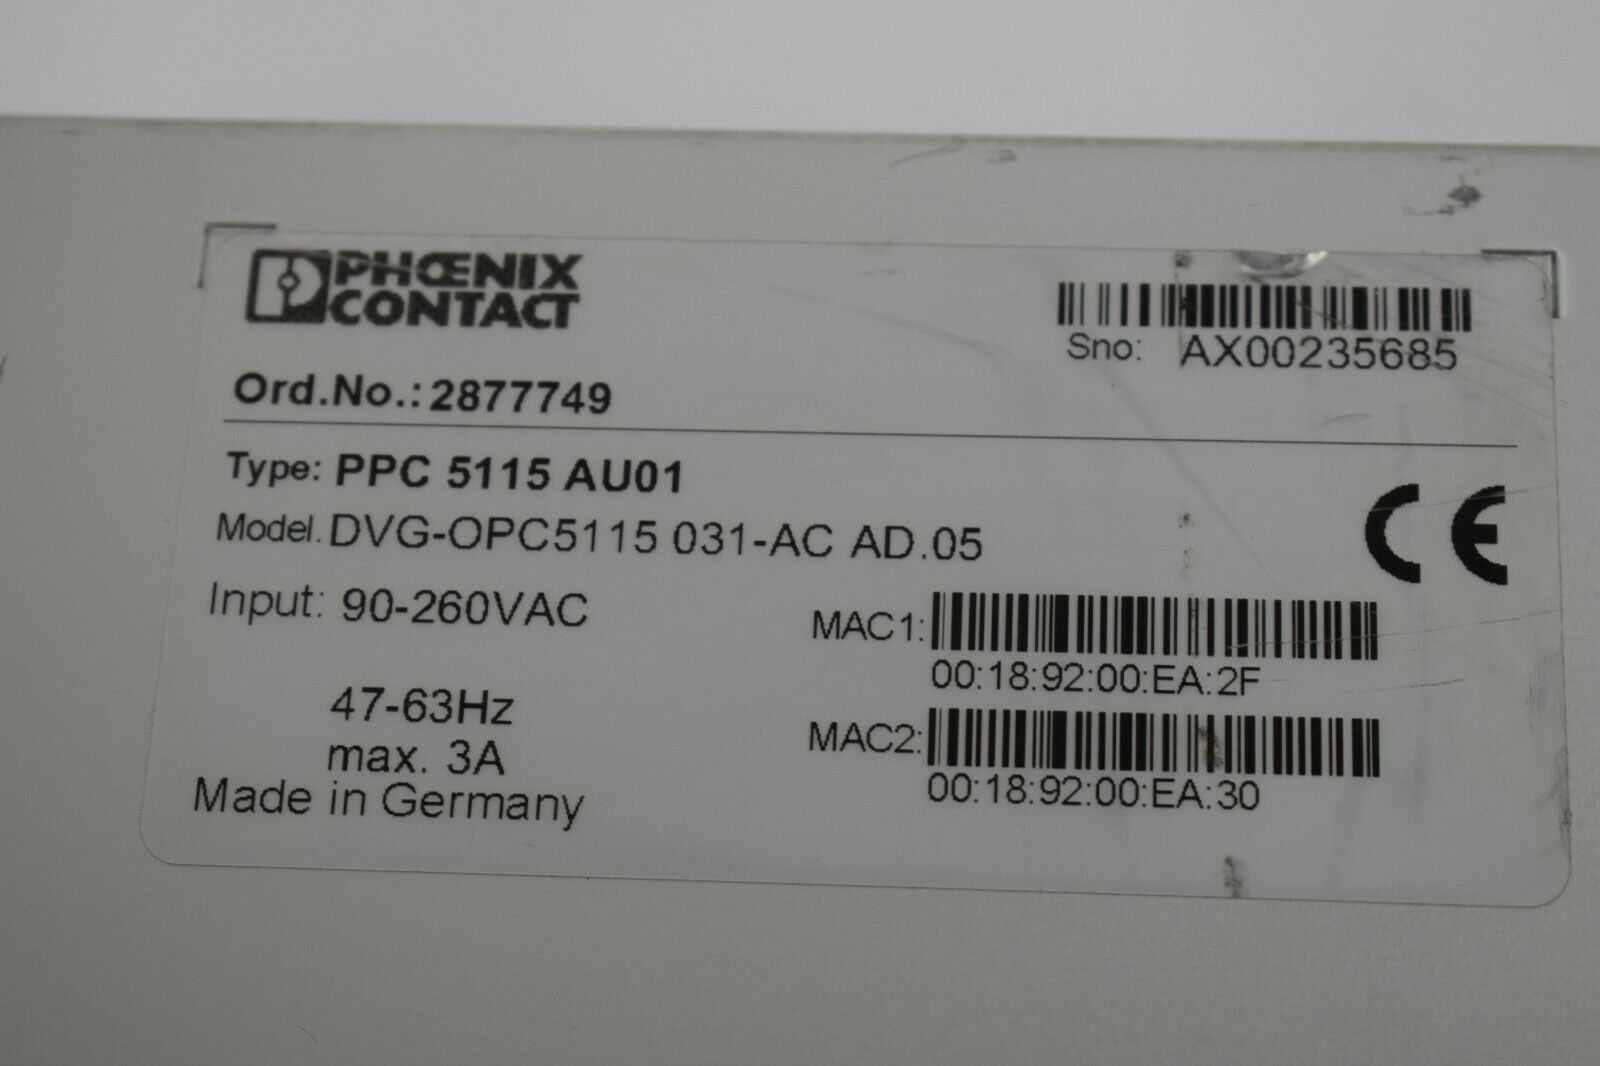 PHŒNIX
CONTACT
Sno: AX00235685
Ord.No.:2877749
Type: PPC 5115 AU01
Model. DVG-OPC5115 031-AC AD.05
CE
Input: 90-260VAC
MAC1:
00:18:92:00:EA:2F
47-63Hz
MAC2:
max. 3A
00:18:92:00:EA:30
Made in Germany